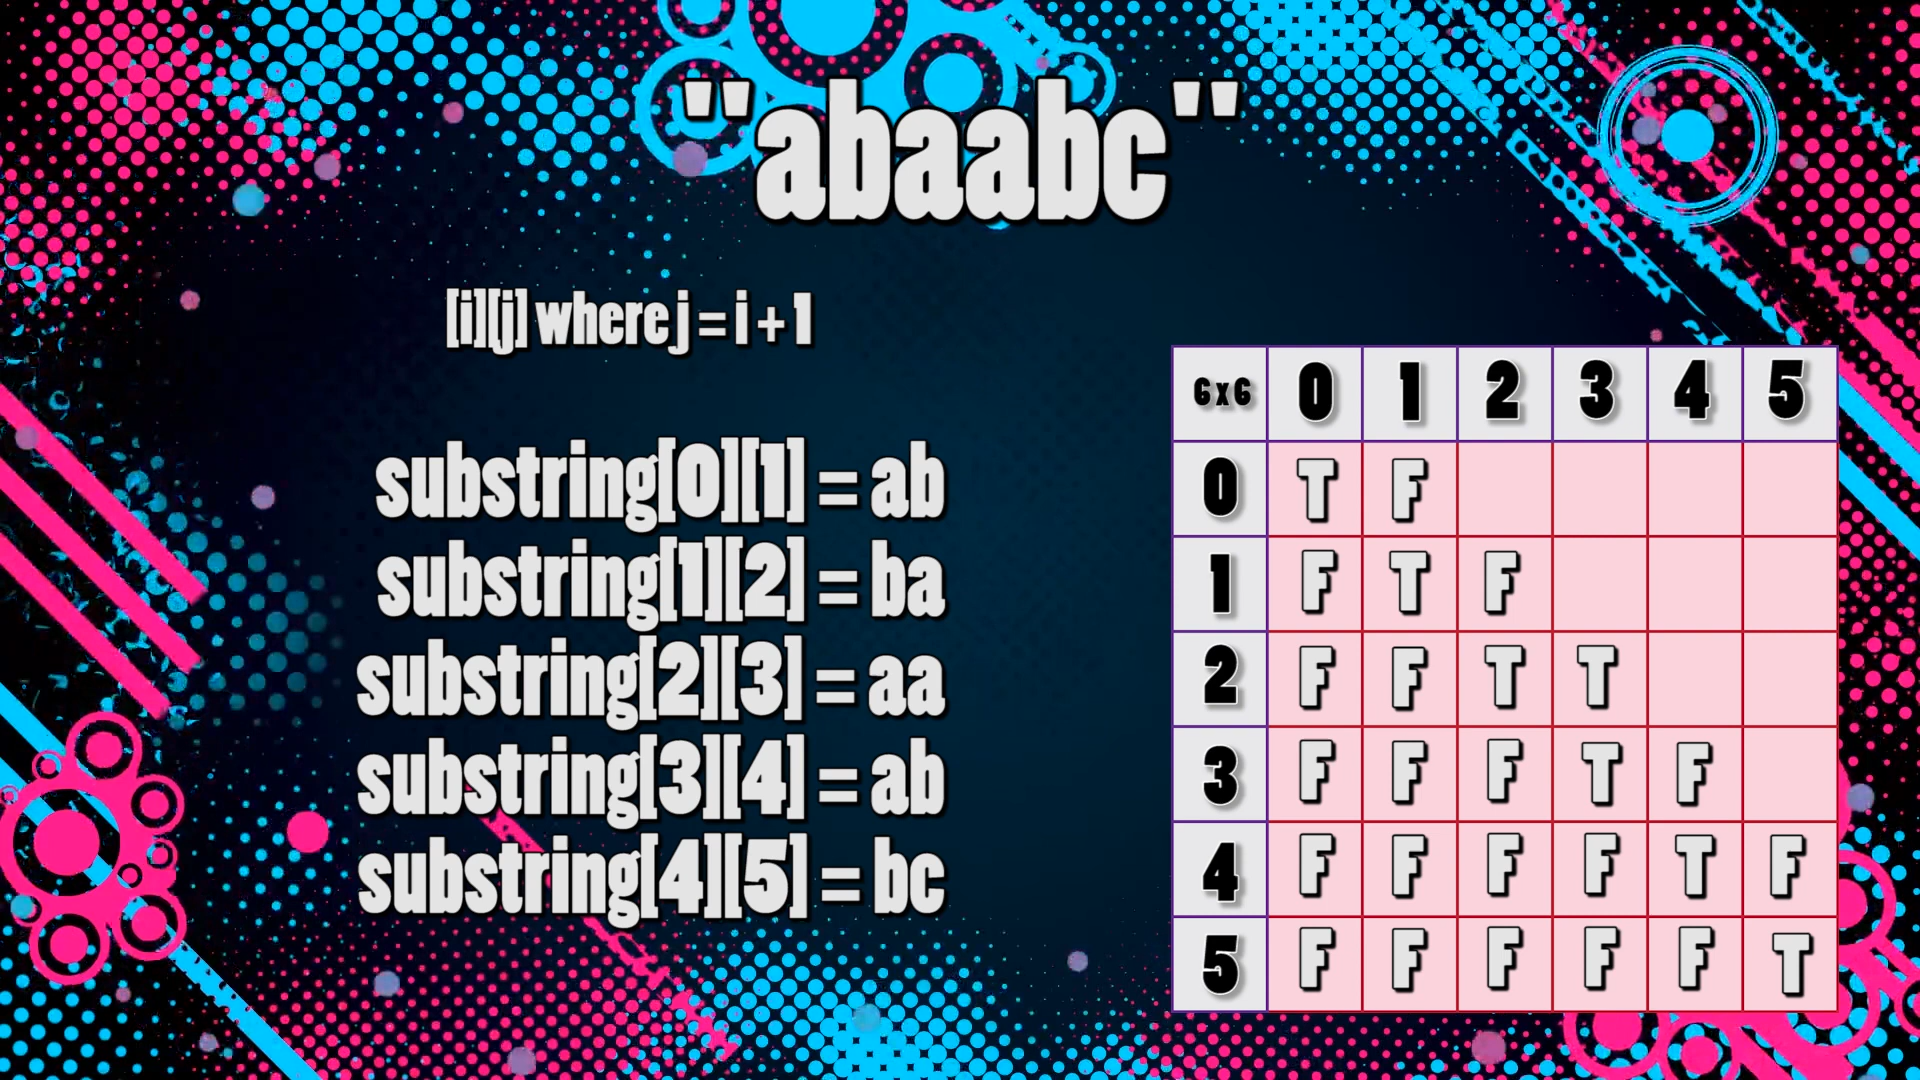 "abaabc"
[i][j] where j = i + 1
substring[0][1] = ab
substring[1][2] = ba
substring[2][3] = aa
substring[3][4] = ab
substring[4][5] = bc
6x6 0 1 2 3 4 5
0 T F
1 F T F
2 F F T T
3 F F F T F
4 F F F F T F
5 F F F F F T